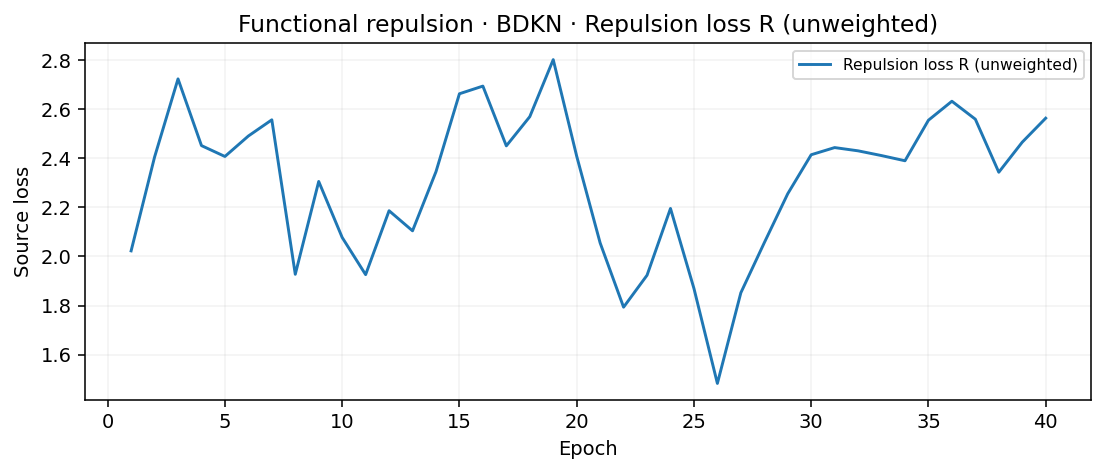 Functional repulsion · BDKN · Repulsion loss R (unweighted)
Repulsion loss R (unweighted)
Source loss
2.8
2.6
2.4
2.2
2.0
1.8
1.6
0 5 10 15 20 25 30 35 40
Epoch